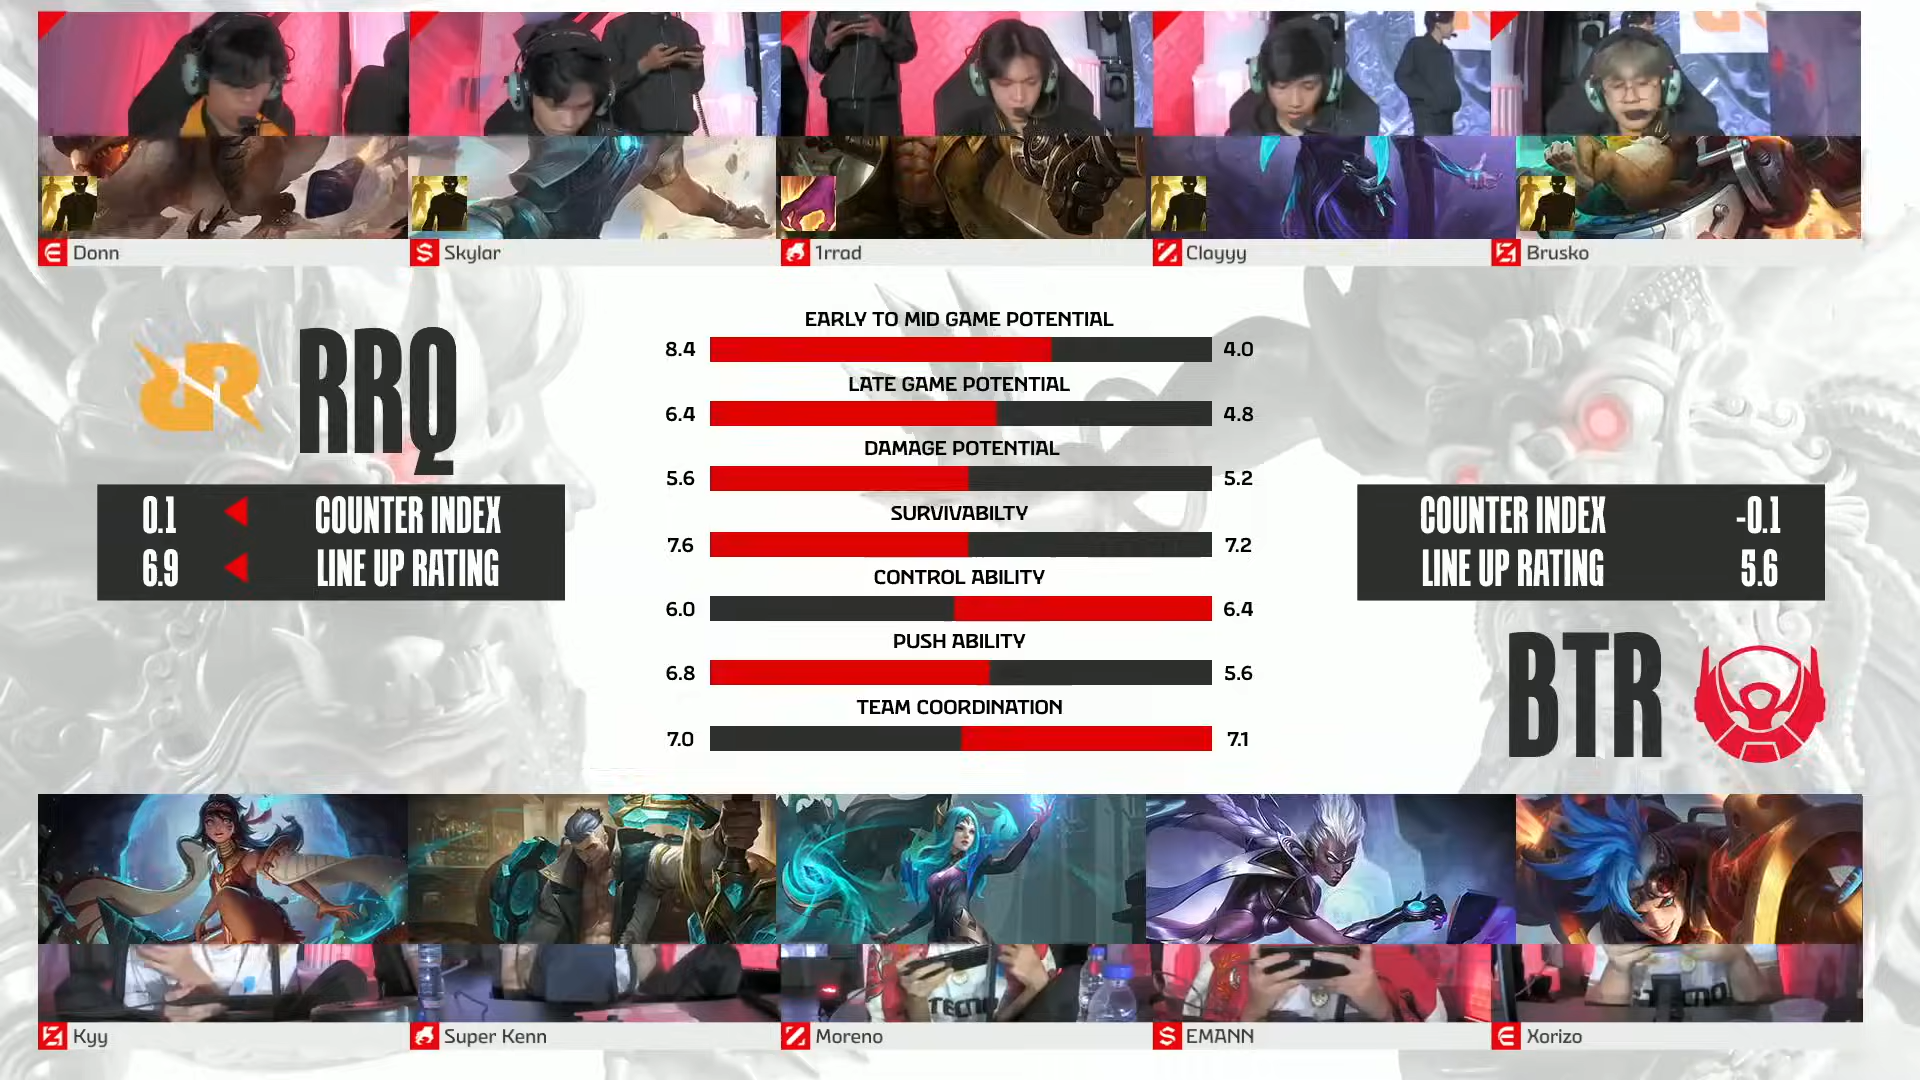 Donn
Skylar
1rrad
Clayyy
Brusko
RRQ
0.1 COUNTER INDEX
6.9 LINE UP RATING
EARLY TO MID GAME POTENTIAL
8.4 4.0
LATE GAME POTENTIAL
6.4 4.8
DAMAGE POTENTIAL
5.6 5.2
SURVIVABILTY
7.6 7.2
CONTROL ABILITY
6.0 6.4
PUSH ABILITY
6.8 5.6
TEAM COORDINATION
7.0 7.1
COUNTER INDEX -0.1
LINE UP RATING 5.6
BTR
TECNO
Kyy
Super Kenn
Moreno
EMANN
Xorizo